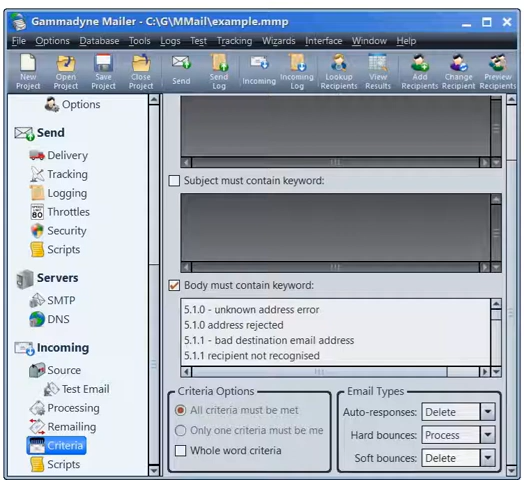 Gammadyne Mailer - C:\G\MMail\example.mmp
File Options Database Tools Logs Test Tracking Wizards Interface Window Help
New Project
Open Project
Save Project
Close Project
Send
Send Log
Incoming
Incoming Log
Lookup Recipients
View Results
Add Recipients
Change Recipient
Preview Recipients
Options
Send
Delivery
Tracking
Logging
Throttles
Security
Scripts
Servers
SMTP
DNS
Incoming
Source
Test Email
Processing
Remailing
Criteria
Scripts
Subject must contain keyword:
Body must contain keyword:
5.1.0 - unknown address error
5.1.0 address rejected
5.1.1 - bad destination email address
5.1.1 recipient not recognised
Criteria Options
All criteria must be met
Only one criteria must be me
Whole word criteria
Email Types
Auto-responses: Delete
Hard bounces: Process
Soft bounces: Delete